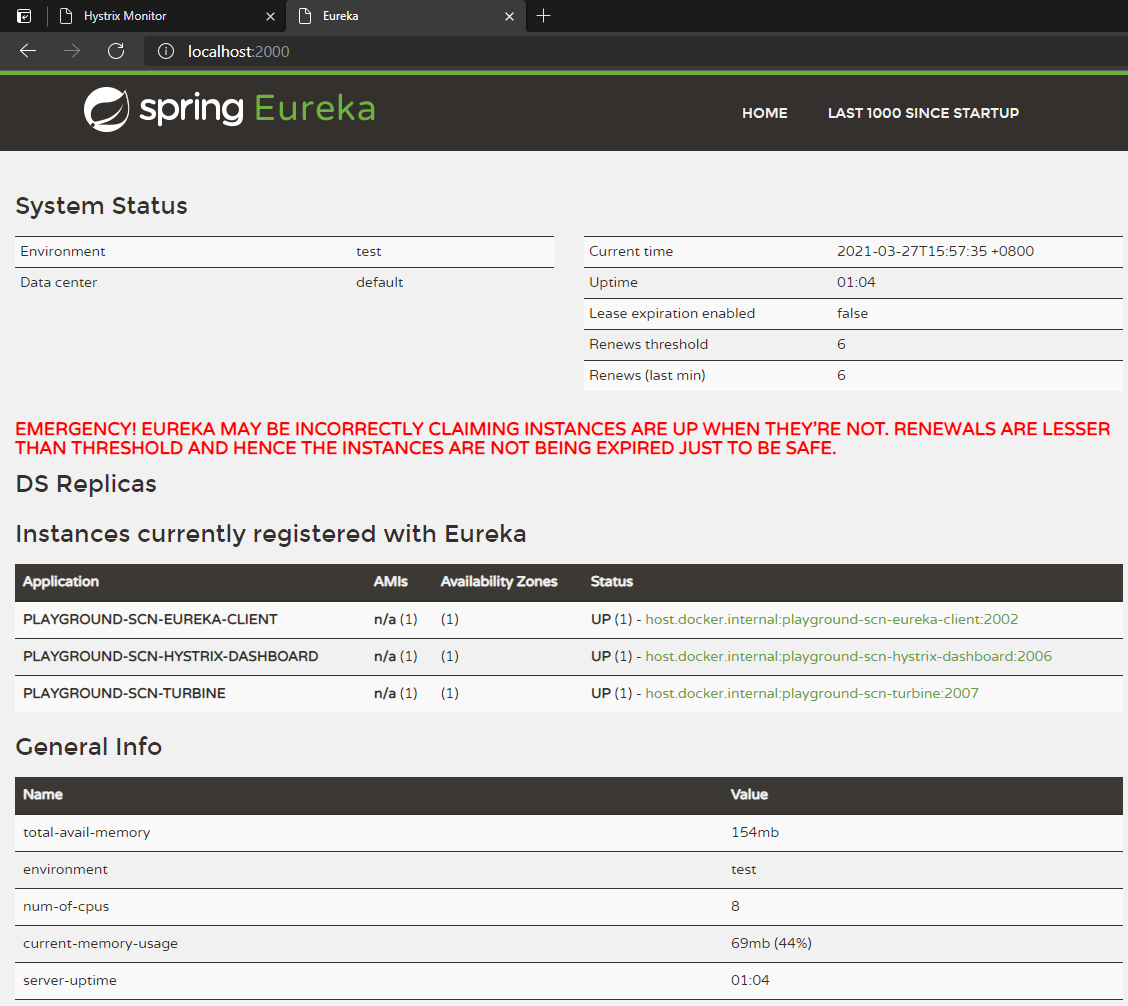 Hystrix Monitor
Eureka
localhost:2000
spring Eureka
HOME LAST 1000 SINCE STARTUP
System Status
Environment test
Data center default
Current time 2021-03-27T15:57:35 +0800
Uptime 01:04
Lease expiration enabled false
Renews threshold 6
Renews (last min) 6
EMERGENCY! EUREKA MAY BE INCORRECTLY CLAIMING INSTANCES ARE UP WHEN THEY'RE NOT. RENEWALS ARE LESSER
THAN THRESHOLD AND HENCE THE INSTANCES ARE NOT BEING EXPIRED JUST TO BE SAFE.
DS Replicas
Instances currently registered with Eureka
Application AMIs Availability Zones Status
PLAYGROUND-SCN-EUREKA-CLIENT n/a (1) (1) UP (1) - host.docker.internal:playground-scn-eureka-client:2002
PLAYGROUND-SCN-HYSTRIX-DASHBOARD n/a (1) (1) UP (1) - host.docker.internal:playground-scn-hystrix-dashboard:2006
PLAYGROUND-SCN-TURBINE n/a (1) (1) UP (1) - host.docker.internal:playground-scn-turbine:2007
General Info
Name Value
total-avail-memory 154mb
environment test
num-of-cpus 8
current-memory-usage 69mb (44%)
server-uptime 01:04